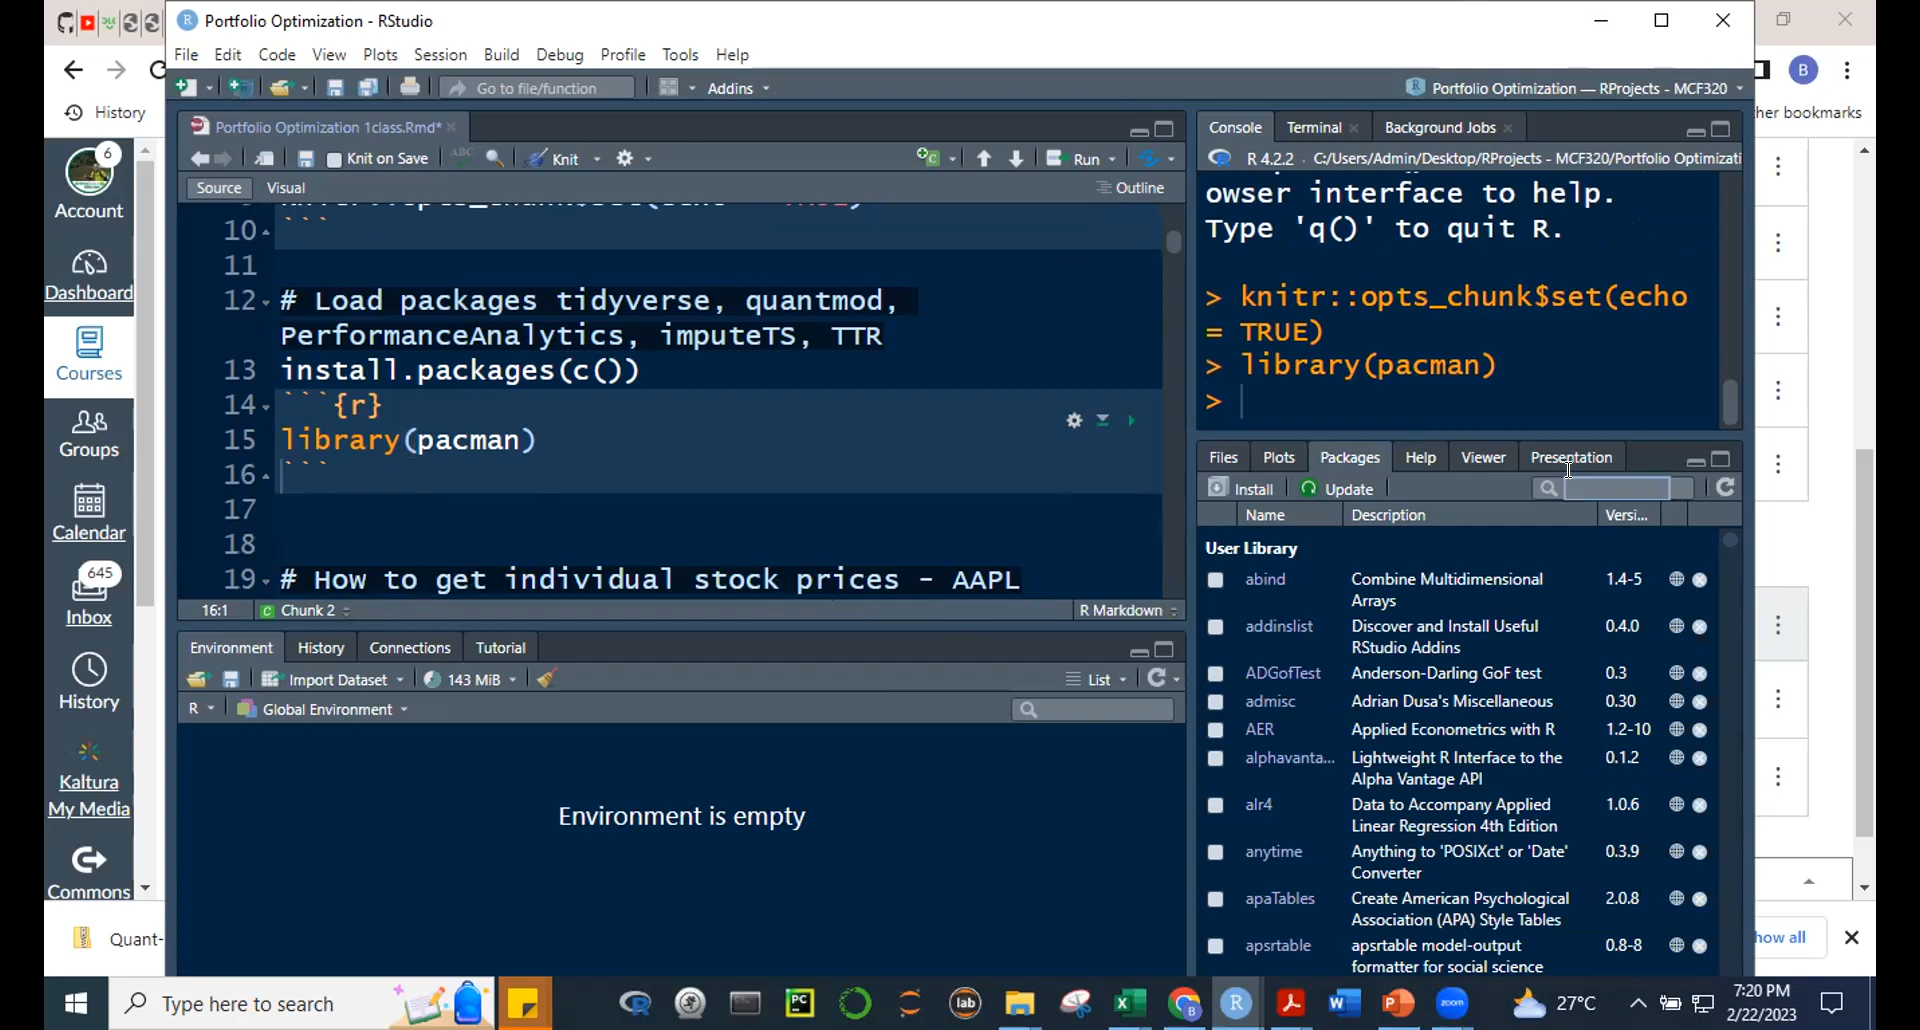 Portfolio Optimization - RStudio
File Edit Code View Plots Session Build Debug Profile Tools Help
Go to file/function Addins
Portfolio Optimization — RProjects - MCF320
History
her bookmarks
B
6
Account
Dashboard
Courses
Groups
Calendar
645
Inbox
History
Kaltura
My Media
Commons
Portfolio Optimization 1class.Rmd*
Knit on Save
ABC
Knit
Run
Source Visual
Outline
10
```
11
12 # Load packages tidyverse, quantmod,
PerformanceAnalytics, imputeTS, TTR
13 install.packages(c())
14 ```{r}
15 library(pacman)
16 ```
17
18
19 # How to get individual stock prices - AAPL
16:1 Chunk 2 R Markdown
Environment History Connections Tutorial
Import Dataset 143 MiB List
R Global Environment
Environment is empty
Console Terminal Background Jobs
R 4.2.2 · C:/Users/Admin/Desktop/RProjects - MCF320/Portfolio Optimizati
owser interface to help.
Type 'q()' to quit R.
> knitr::opts_chunk$set(echo
= TRUE)
> library(pacman)
>
Files Plots Packages Help Viewer Presentation
Install Update
Name Description Versi...
User Library
abind Combine Multidimensional Arrays 1.4-5
addinslist Discover and Install Useful RStudio Addins 0.4.0
ADGofTest Anderson-Darling GoF test 0.3
admisc Adrian Dusa's Miscellaneous 0.30
AER Applied Econometrics with R 1.2-10
alphavanta... Lightweight R Interface to the Alpha Vantage API 0.1.2
alr4 Data to Accompany Applied Linear Regression 4th Edition 1.0.6
anytime Anything to 'POSIXct' or 'Date' Converter 0.3.9
apaTables Create American Psychological Association (APA) Style Tables 2.0.8
apsrtable apsrtable model-output formatter for social science 0.8-8
Quant-
how all
Type here to search
PC
lab
zoom
27°C
7:20 PM
2/22/2023